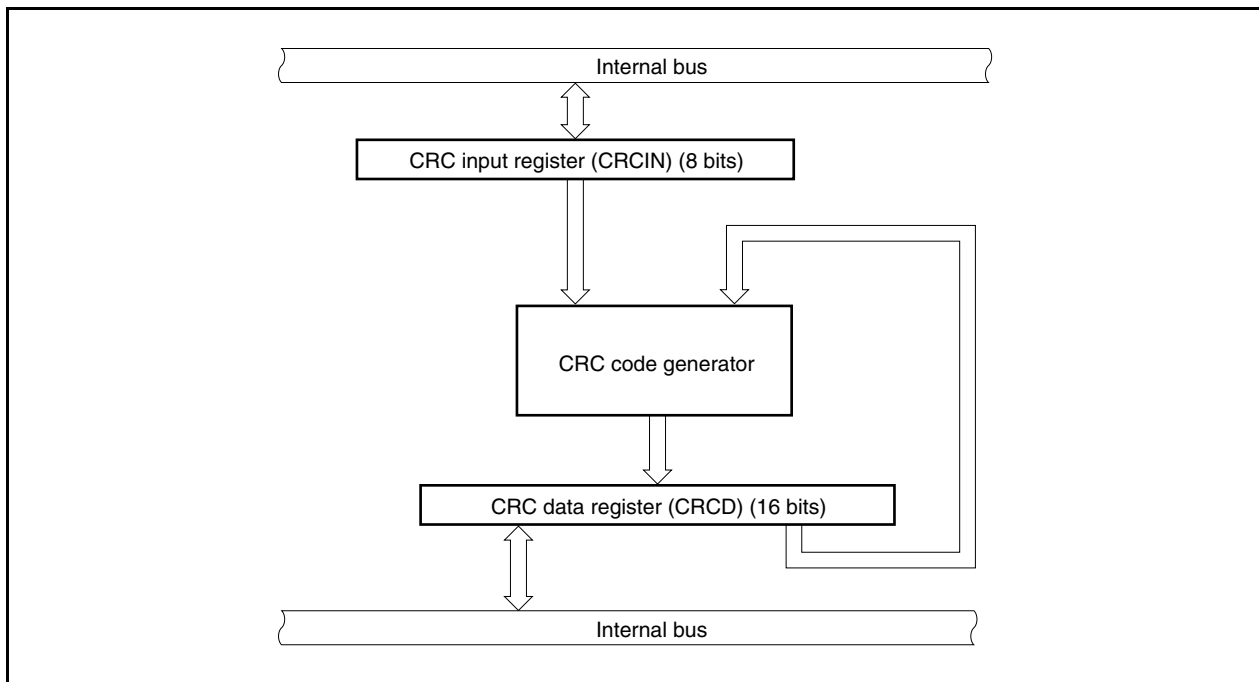 Internal bus
CRC input register (CRCIN) (8 bits)
CRC code generator
CRC data register (CRCD) (16 bits)
Internal bus